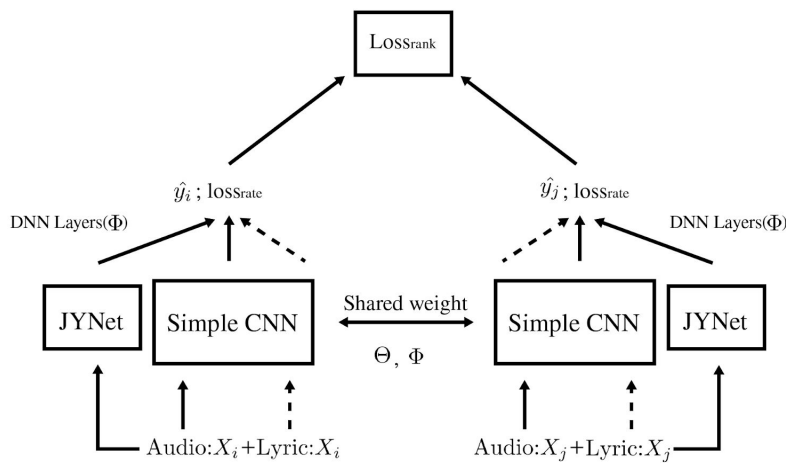 Lossrank
ŷi ; lossrate
ŷj ; lossrate
DNN Layers(Φ)
DNN Layers(Φ)
JYNet
Simple CNN
Shared weight
Θ , Φ
Simple CNN
JYNet
Audio:Xi+Lyric:Xi
Audio:Xj+Lyric:Xj